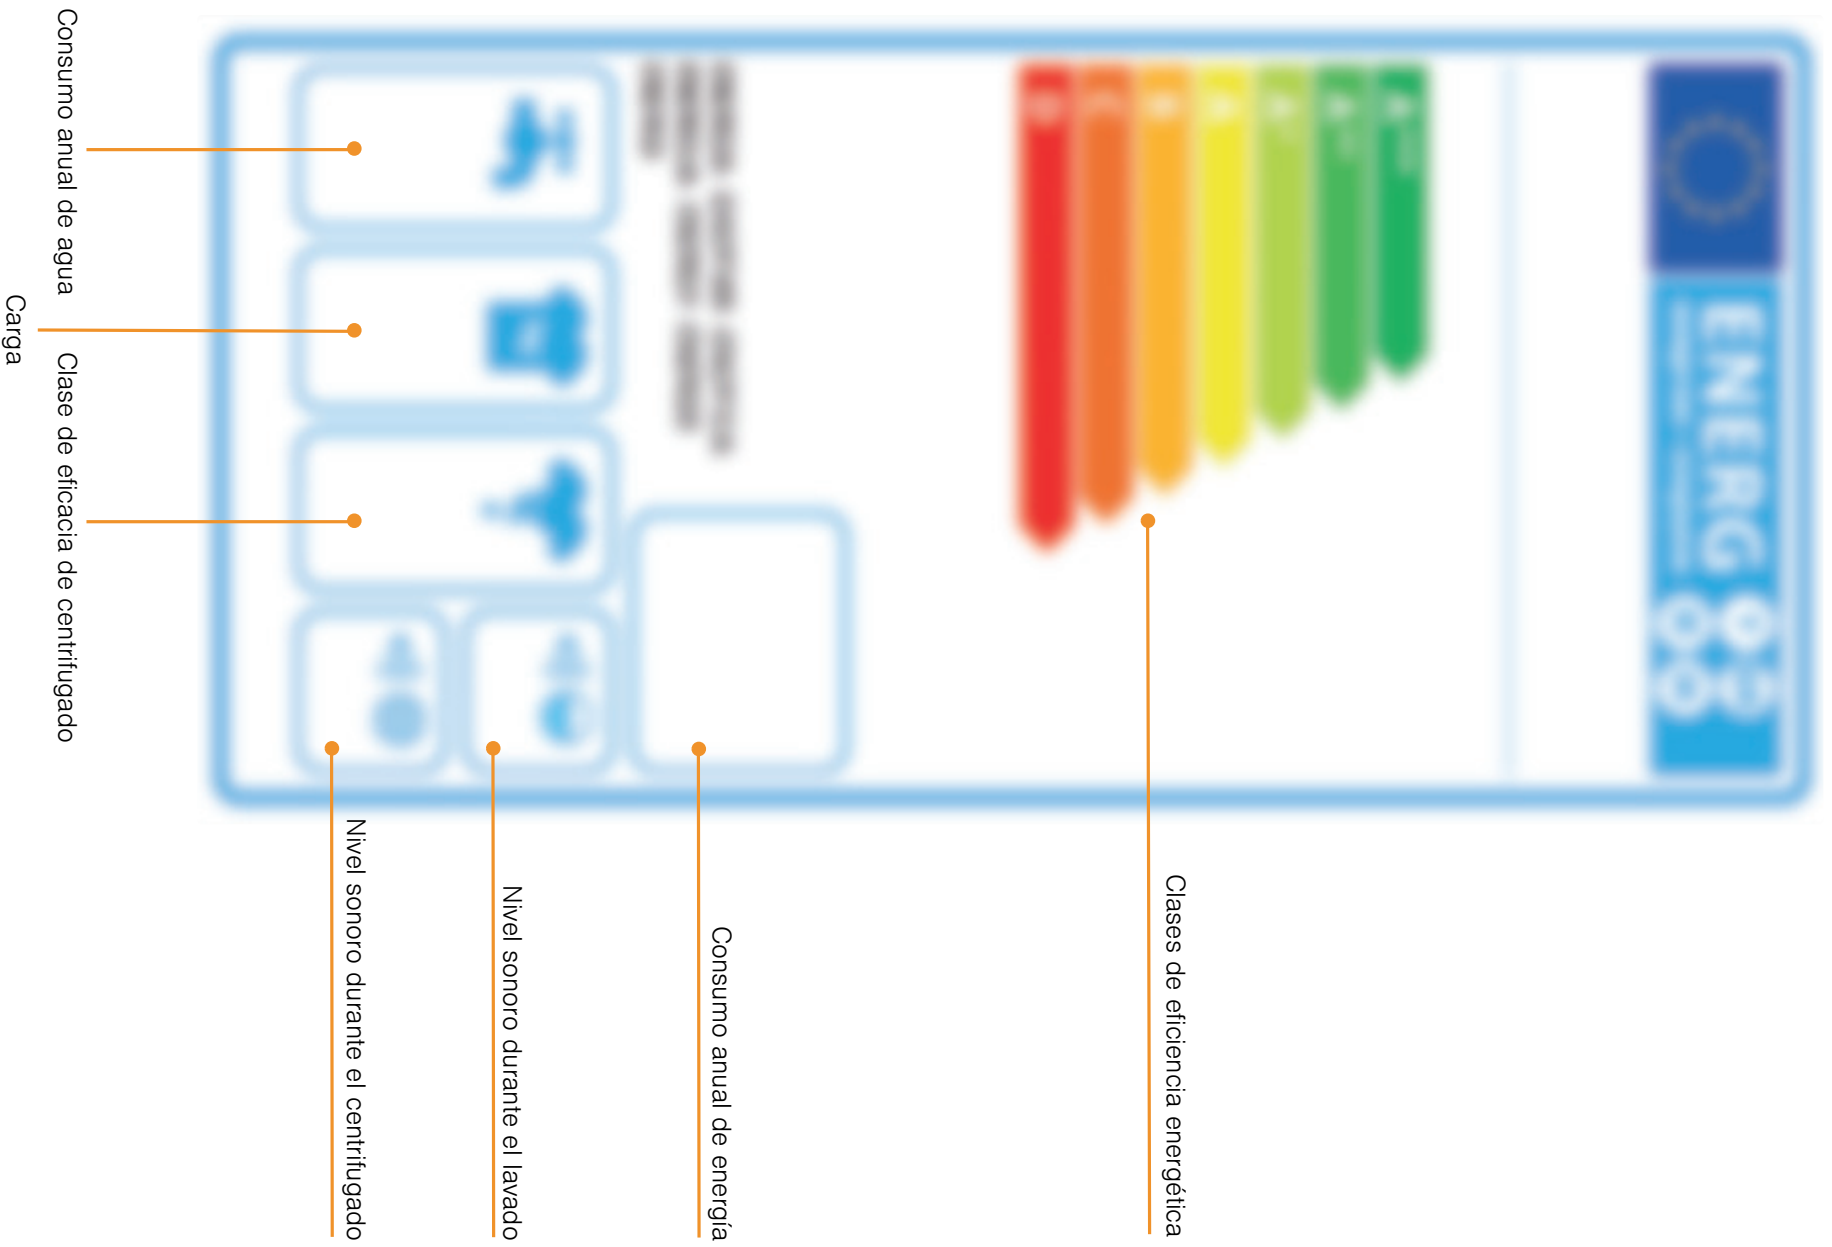 ENERG
A
A
A
A
B
C
D
Clases de eficiencia energética
Consumo anual de energía
Nivel sonoro durante el lavado
Nivel sonoro durante el centrifugado
Consumo anual de agua
Carga
Clase de eficacia de centrifugado